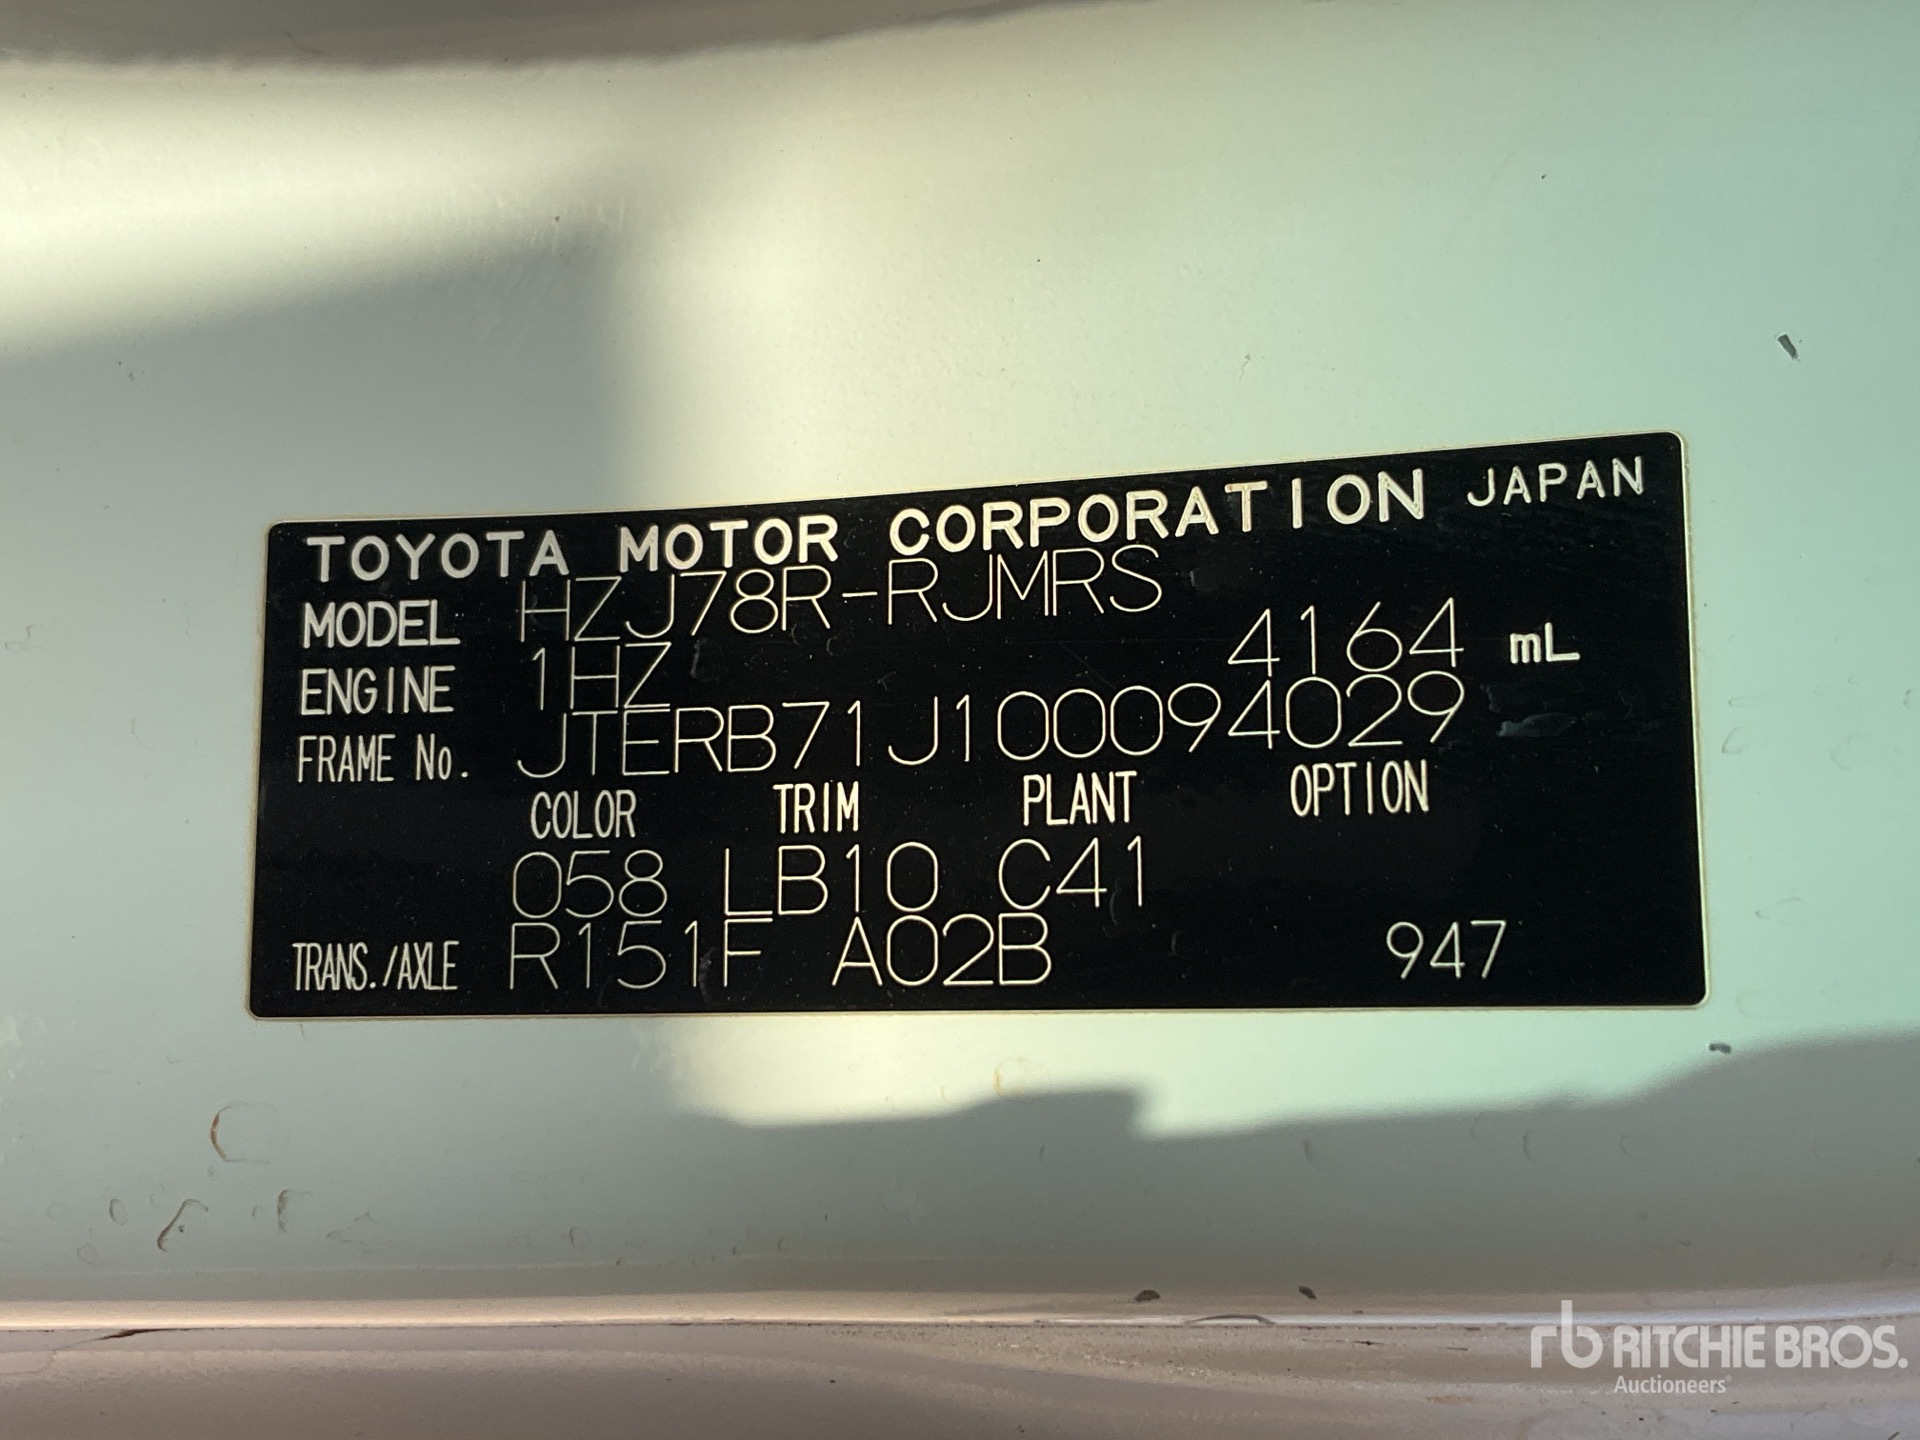 TOYOTA MOTOR CORPORATION JAPAN
MODEL HZJ78R-RJMRS
ENGINE 1HZ 4164 mL
FRAME No. JTERB71J100094029
COLOR TRIM PLANT OPTION
058 LB10 C41
TRANS./AXLE R151F A02B 947
rb RITCHIE BROS.
Auctioneers